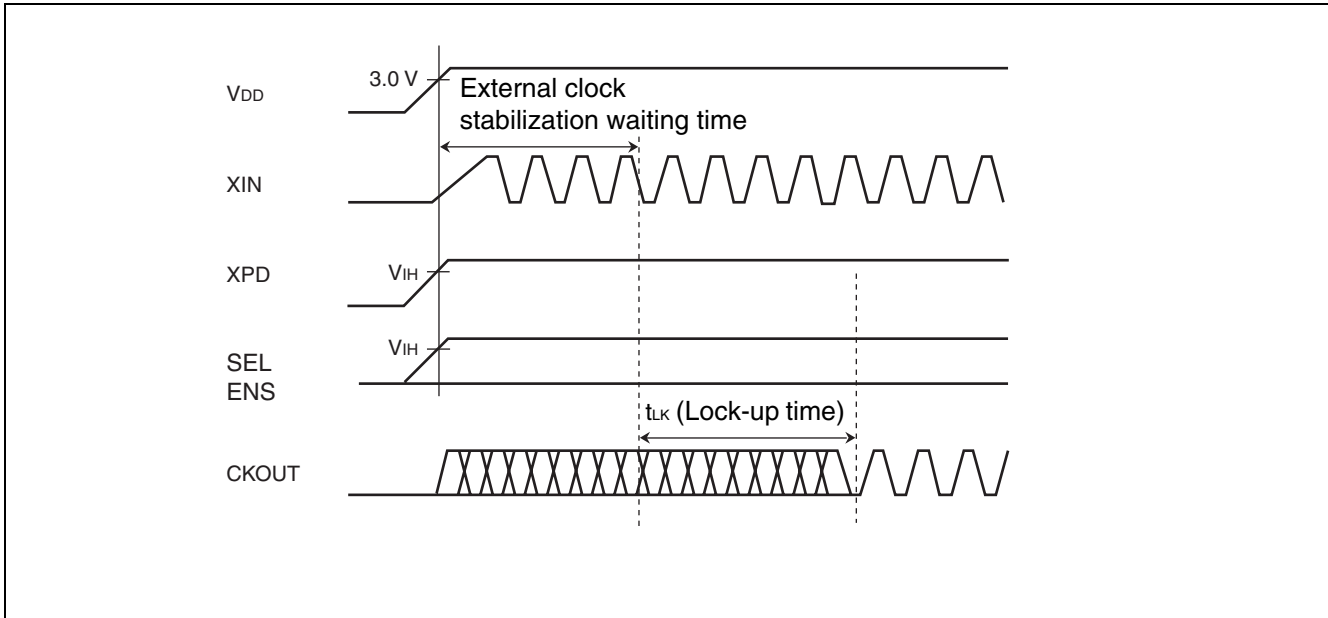 VDD
3.0 V
External clock
stabilization waiting time
XIN
XPD
VIH
SEL
ENS
VIH
tLK (Lock-up time)
CKOUT